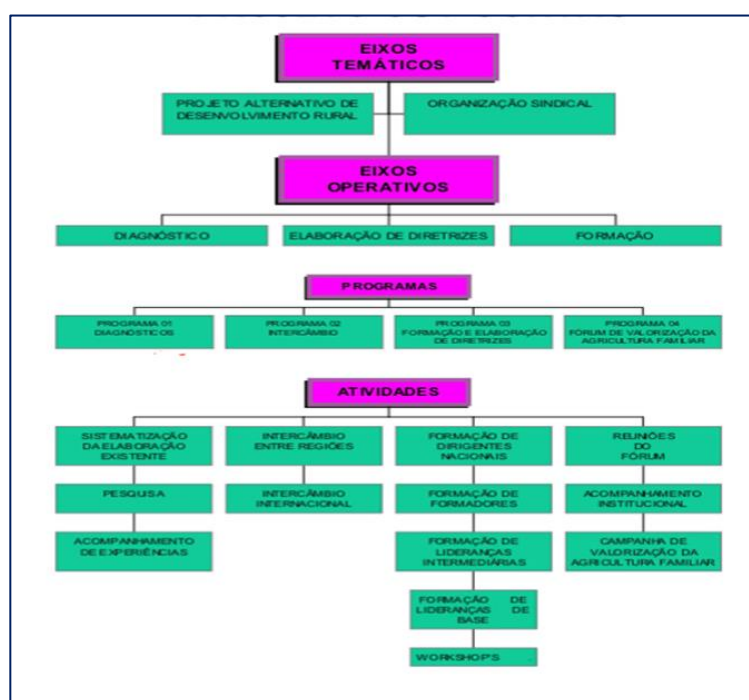 EIXOS
TEMÁTICOS
PROJETO ALTERNATIVO DE
DESENVOLVIMENTO RURAL
ORGANIZAÇÃO SINDICAL
EIXOS
OPERATIVOS
DIAGNÓSTICO
ELABORAÇÃO DE DIRETRIZES
FORMAÇÃO
PROGRAMAS
PROGRAMA 01
DIAGNÓSTICOS
PROGRAMA 02
INTERCÂMBIO
PROGRAMA 03
FORMAÇÃO E ELABORAÇÃO
DE DIRETRIZES
PROGRAMA 04
FÓRUM DE VALORIZAÇÃO DA
AGRICULTURA FAMILIAR
ATIVIDADES
SISTEMATIZAÇÃO
DA ELABORAÇÃO
EXISTENTE
INTERCÂMBIO
ENTRE REGIÕES
FORMAÇÃO DE
DIRIGENTES
NACIONAIS
REUNIÕES
DO
FÓRUM
PESQUISA
INTERCÂMBIO
INTERNACIONAL
FORMAÇÃO DE
FORMADORES
ACOMPANHAMENTO
INSTITUCIONAL
ACOMPANHAMENTO
DE EXPERIÊNCIAS
FORMAÇÃO DE
LIDERANÇAS
INTERMEDIÁRIAS
CAMPANHA DE
VALORIZAÇÃO DA
AGRICULTURA FAMILIAR
FORMAÇÃO DE
LIDERANÇAS DE
BASE
WORKSHOP'S